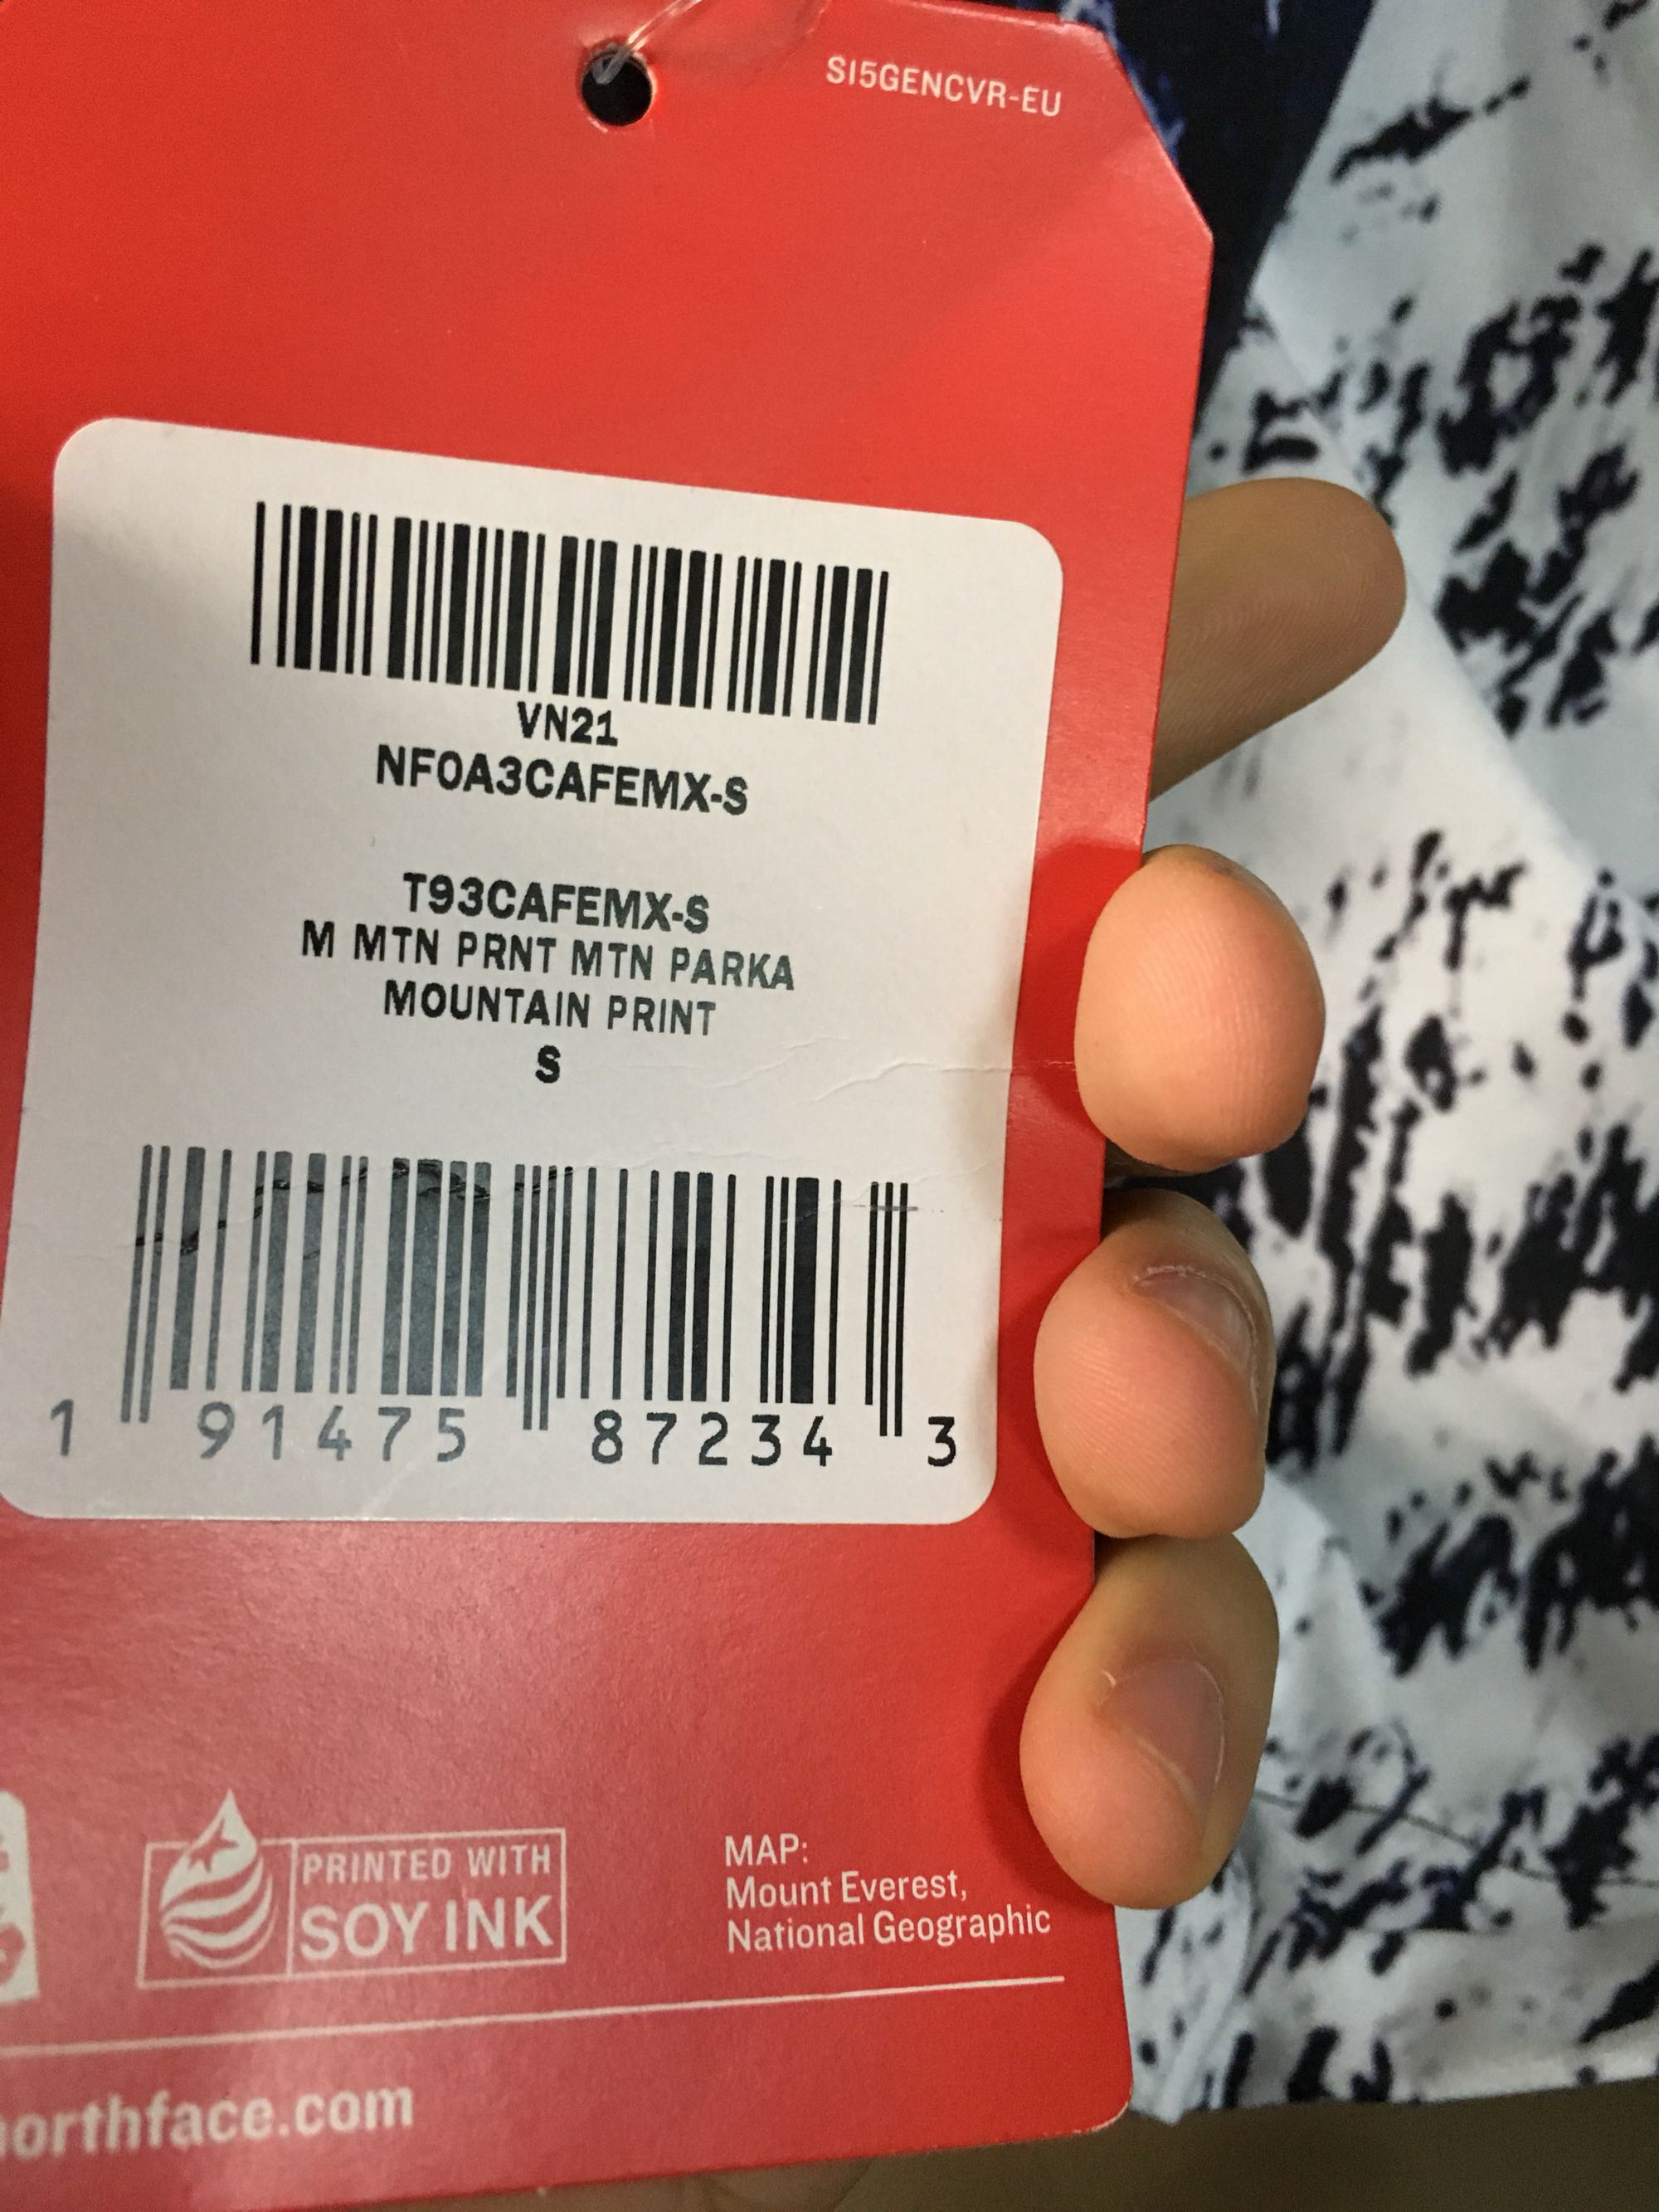 SI5GENCVR-EU
VN21
NF0A3CAFEMX-S
T93CAFEMX-S
M MTN PRNT MTN PARKA
MOUNTAIN PRINT
S
1 91475 87234 3
PRINTED WITH
SOY INK
MAP:
Mount Everest,
National Geographic
northface.com